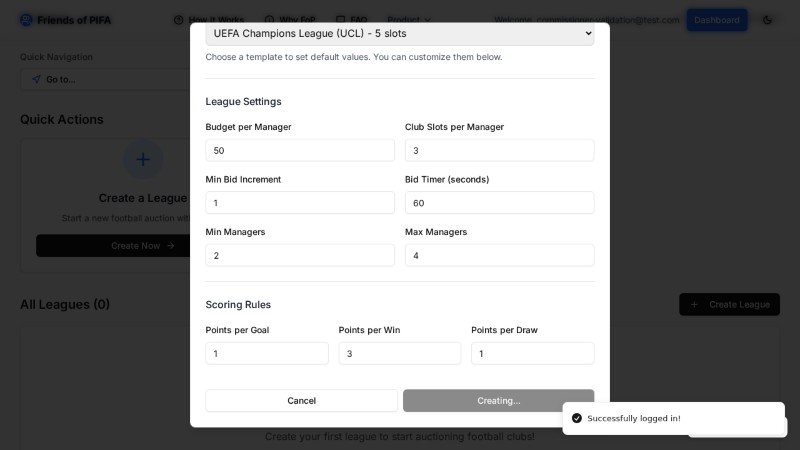 Friends of PIFA
How it Works
Why FoP
FAQ
Product
Welcome, commissioner.validation@test.com
Dashboard
Quick Navigation
Go to...
Quick Actions
Create a League
Start a new football auction
Create Now
All Leagues (0)
Create League
UEFA Champions League (UCL) - 5 slots
Choose a template to set default values. You can customize them below.
League Settings
Budget per Manager
Club Slots per Manager
50
3
Min Bid Increment
Bid Timer (seconds)
1
60
Min Managers
Max Managers
2
4
Scoring Rules
Points per Goal
Points per Win
Points per Draw
1
3
1
Cancel
Creating...
Successfully logged in!
Create your first league to start auctioning football clubs!